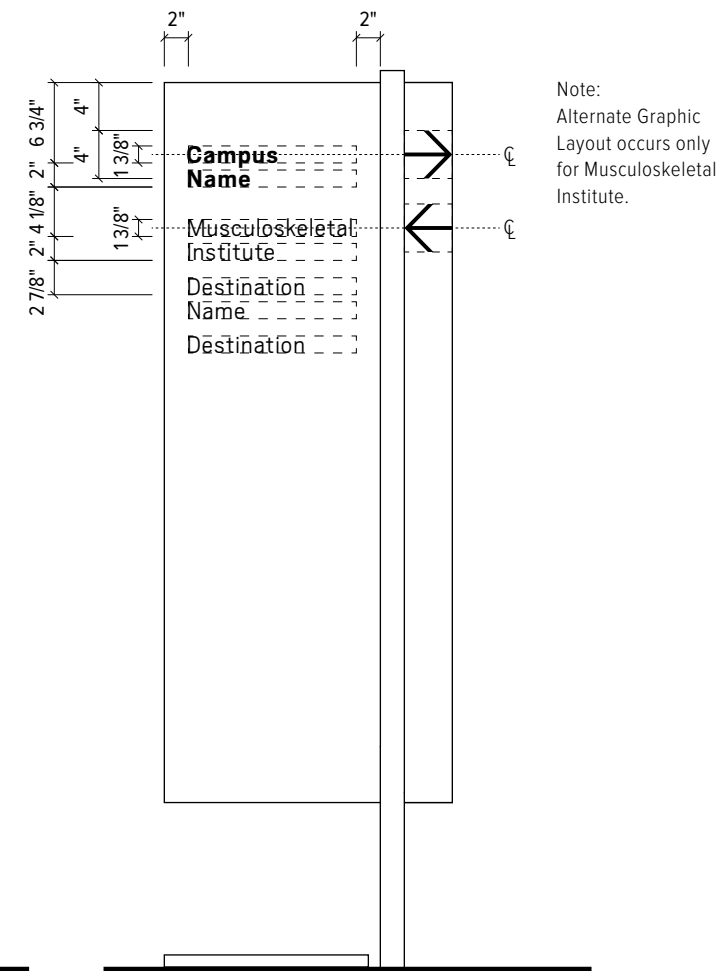 2" 2"
6 3/4"
2"
4 1/8"
2"
2 7/8"
4"
4"
1 3/8"
1 3/8"
Campus
Name
Musculoskeletal
Institute
Destination
Name
Destination
℄
℄
Note:
Alternate Graphic
Layout occurs only
for Musculoskeletal
Institute.